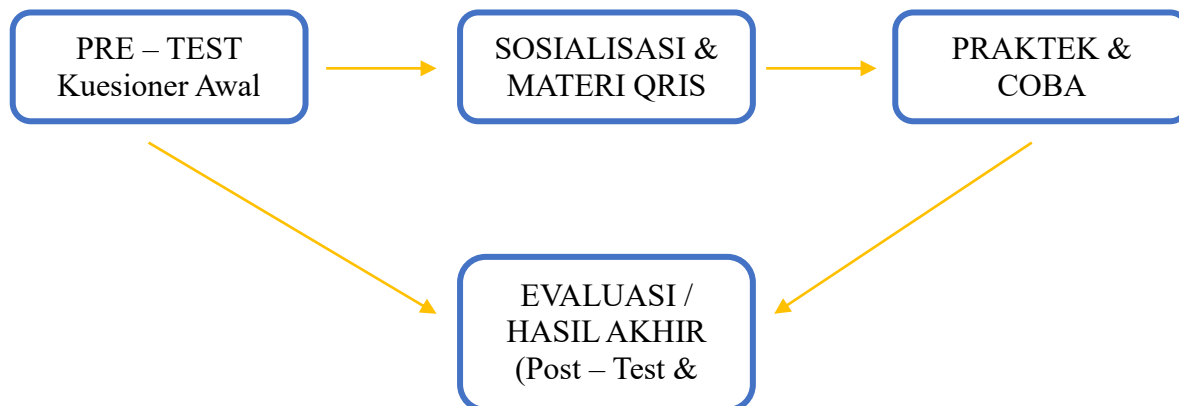 PRE – TEST
Kuesioner Awal
SOSIALISASI &
MATERI QRIS
PRAKTEK &
COBA
EVALUASI /
HASIL AKHIR
(Post – Test &